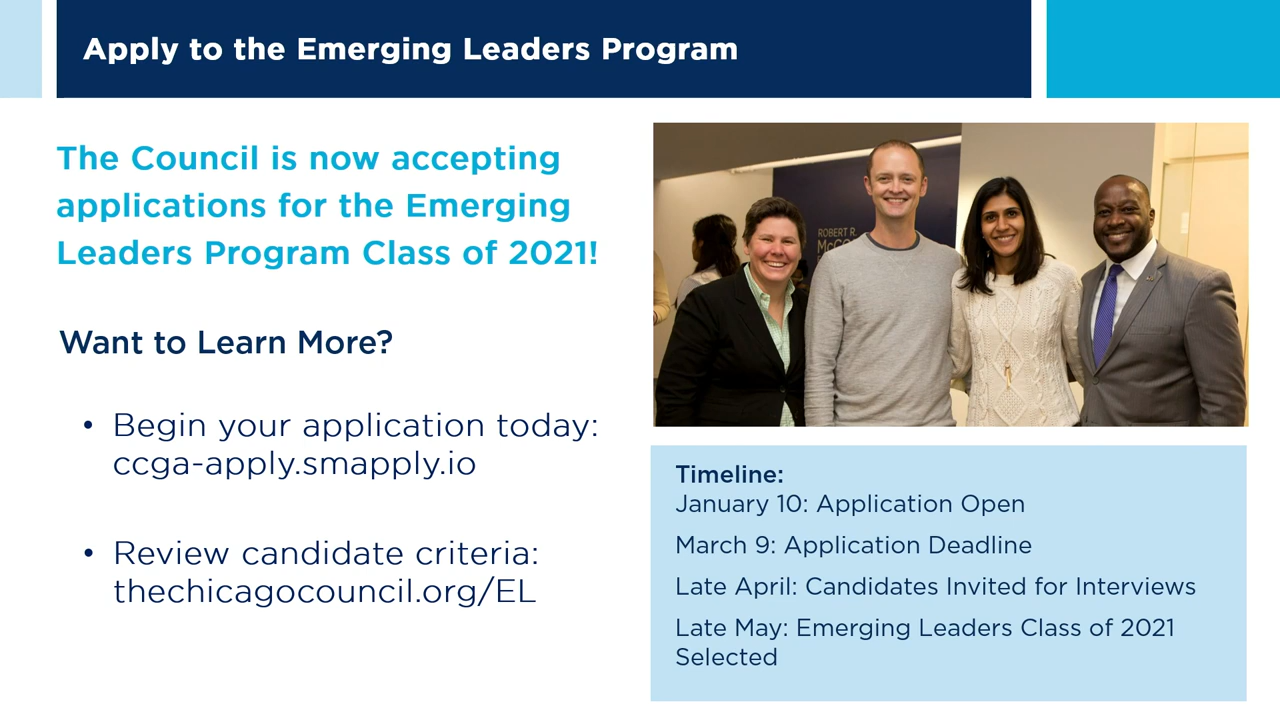 Apply to the Emerging Leaders Program
The Council is now accepting
applications for the Emerging
Leaders Program Class of 2021!
Want to Learn More?
• Begin your application today:
ccga-apply.smapply.io
• Review candidate criteria:
thechicagocouncil.org/EL
ROBERT R.
Timeline:
January 10: Application Open
March 9: Application Deadline
Late April: Candidates Invited for Interviews
Late May: Emerging Leaders Class of 2021
Selected